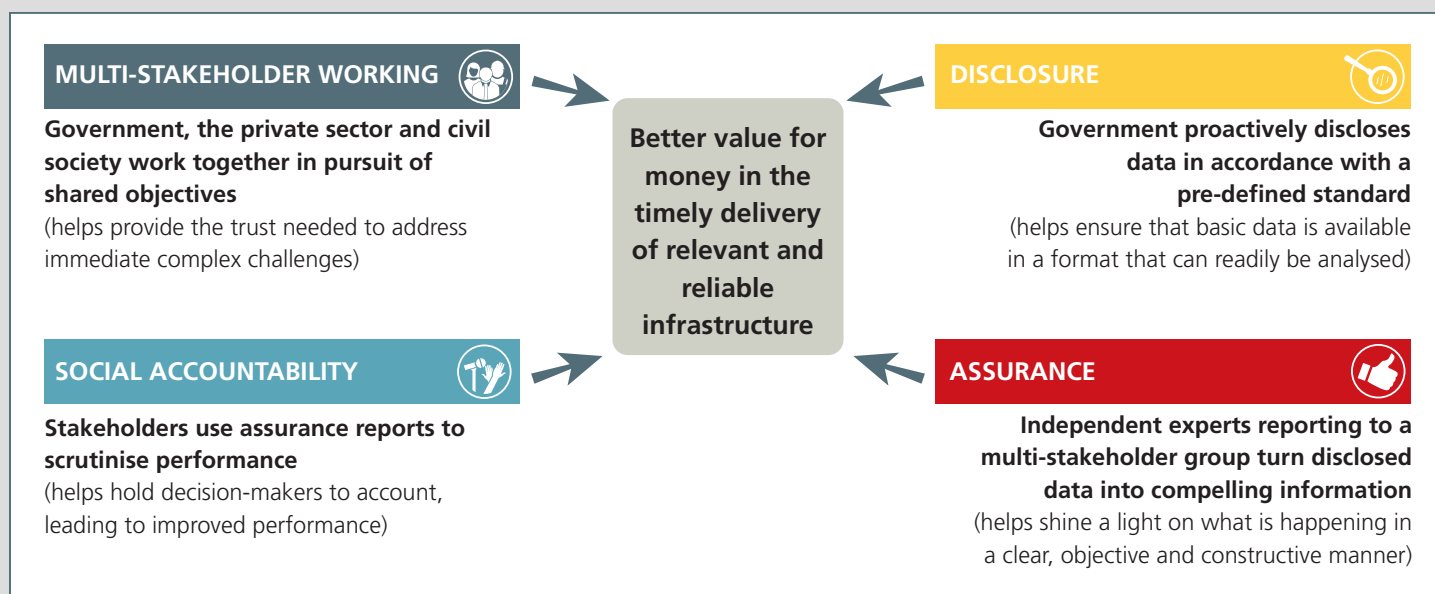 MULTI-STAKEHOLDER WORKING
Government, the private sector and civil
society work together in pursuit of
shared objectives
(helps provide the trust needed to address
immediate complex challenges)
DISCLOSURE
Government proactively discloses
data in accordance with a
pre-defined standard
(helps ensure that basic data is available
in a format that can readily be analysed)
Better value for
money in the
timely delivery
of relevant and
reliable
infrastructure
SOCIAL ACCOUNTABILITY
Stakeholders use assurance reports to
scrutinise performance
(helps hold decision-makers to account,
leading to improved performance)
ASSURANCE
Independent experts reporting to a
multi-stakeholder group turn disclosed
data into compelling information
(helps shine a light on what is happening in
a clear, objective and constructive manner)